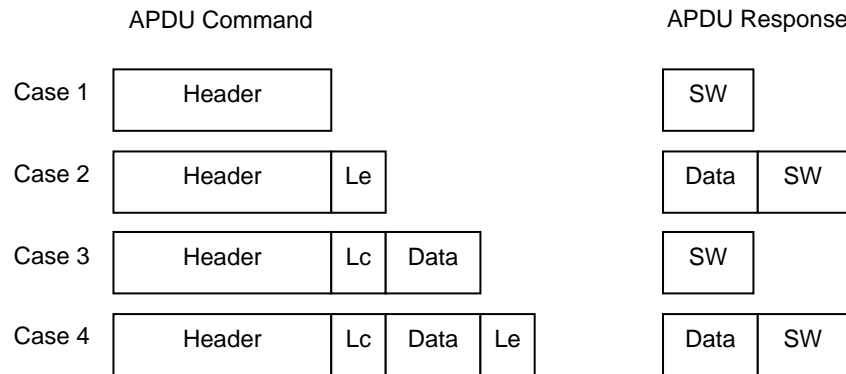 APDU Command APDU Response
Case 1 Header SW
Case 2 Header Le Data SW
Case 3 Header Lc Data SW
Case 4 Header Lc Data Le Data SW